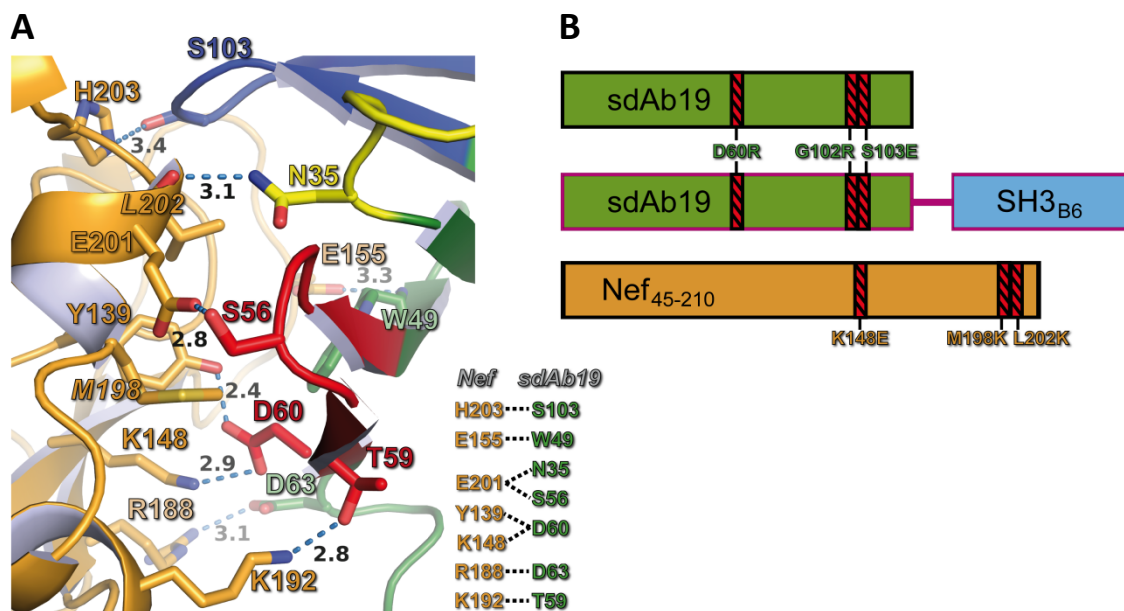 A
S103
H203
3.4
N35
3.1
L202
E201
E155
3.3
Y139
S56
W49
2.8
M198
2.4
D60
K148
T59
2.9
D63
R188
3.1
2.8
K192
Nef sdAb19
H203 S103
E155 W49
N35
E201
S56
Y139
D60
K148
R188 D63
K192 T59
B
sdAb19
D60R G102R S103E
sdAb19 SH3B6
Nef45-210
K148E M198K L202K